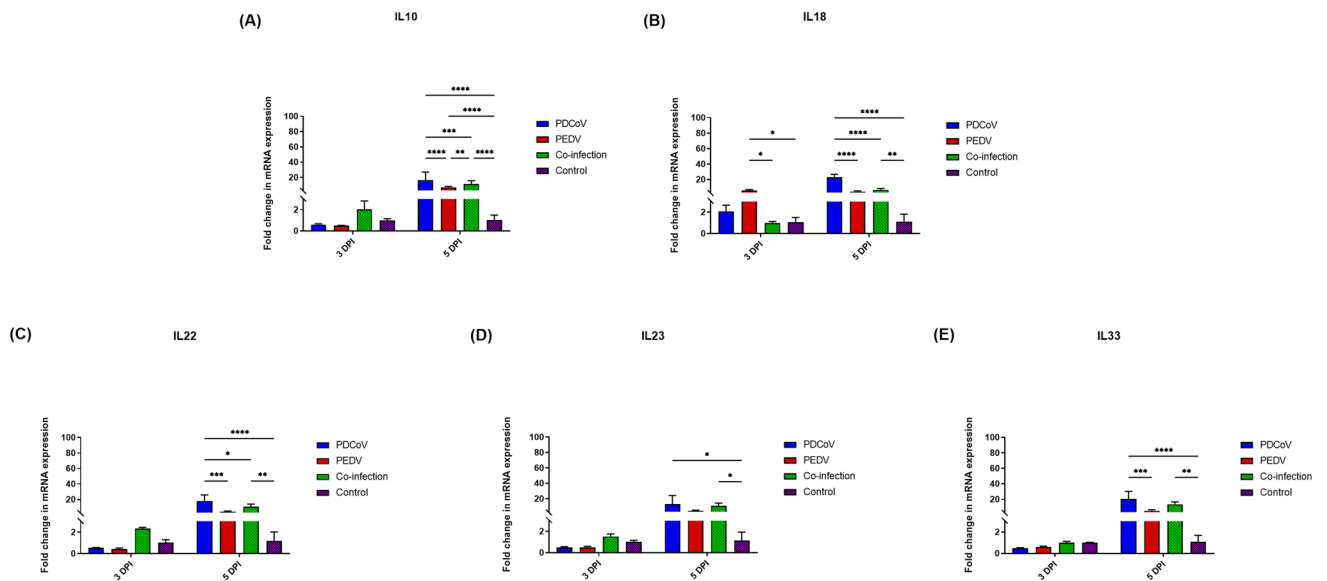 (A)
IL10
Fold change in mRNA expression
100
80
60
40
20
2
0
****
****
***
**** ** ****
3 DPI
5 DPI
PDCoV
PEDV
Co-infection
Control
(B)
IL18
Fold change in mRNA expression
100
80
60
40
20
2
0
*
*
****
****
**** **
3 DPI
5 DPI
PDCoV
PEDV
Co-infection
Control
(C)
IL22
Fold change in mRNA expression
100
80
60
40
20
2
0
****
*
*** **
3 DPI
5 DPI
PDCoV
PEDV
Co-infection
Control
(D)
IL23
Fold change in mRNA expression
100
80
60
40
20
2
0
*
*
3 DPI
5 DPI
PDCoV
PEDV
Co-infection
Control
(E)
IL33
Fold change in mRNA expression
100
80
60
40
20
2
0
****
*** **
3 DPI
5 DPI
PDCoV
PEDV
Co-infection
Control